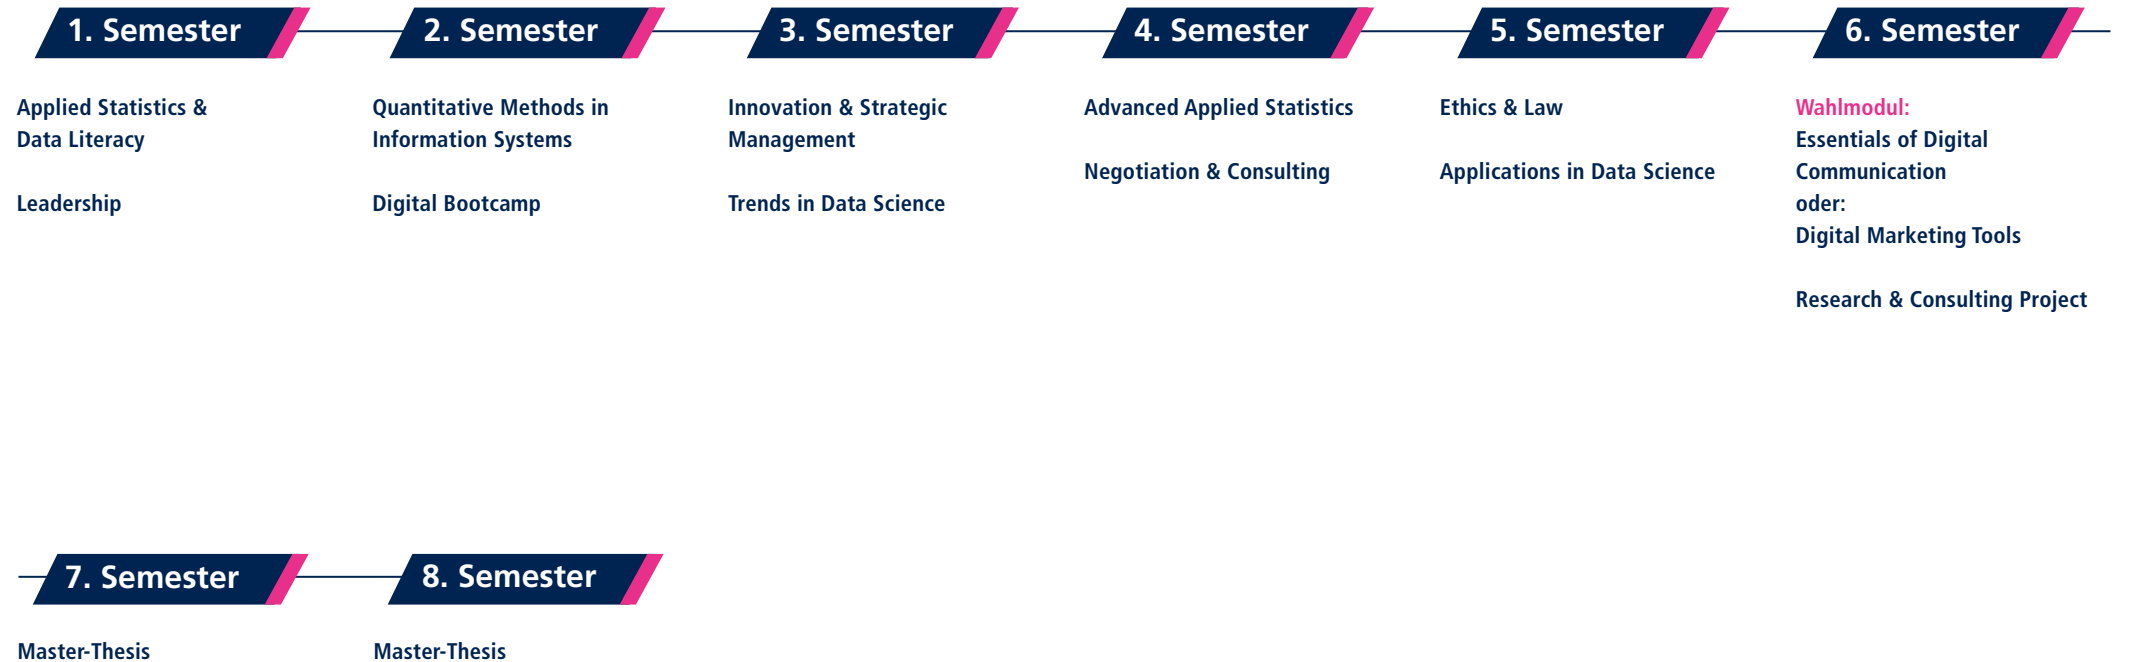 1. Semester
Applied Statistics &
Data Literacy
Leadership
2. Semester
Quantitative Methods in
Information Systems
Digital Bootcamp
3. Semester
Innovation & Strategic
Management
Trends in Data Science
4. Semester
Advanced Applied Statistics
Negotiation & Consulting
5. Semester
Ethics & Law
Applications in Data Science
6. Semester
Wahlmodul:
Essentials of Digital
Communication
oder:
Digital Marketing Tools
Research & Consulting Project
7. Semester
Master-Thesis
8. Semester
Master-Thesis